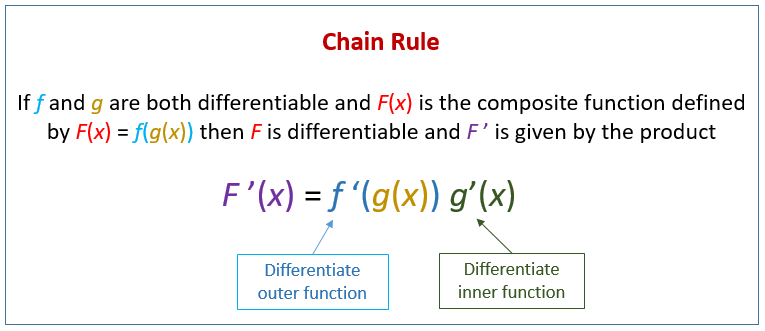 Chain Rule
If f and g are both differentiable and F(x) is the composite function defined
by F(x) = f(g(x)) then F is differentiable and F ’ is given by the product
F ’(x) = f ‘(g(x)) g’(x)
Differentiate
outer function
Differentiate
inner function